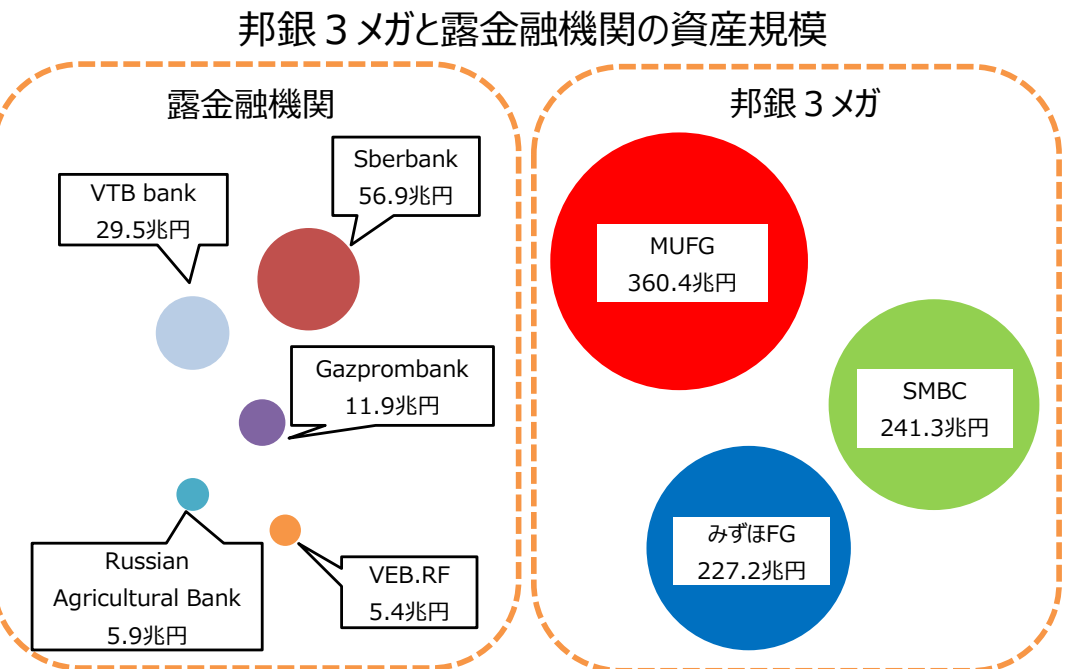 邦銀３メガと露金融機関の資産規模
露金融機関
Sberbank
56.9兆円
VTB bank
29.5兆円
Gazprombank
11.9兆円
Russian
Agricultural Bank
5.9兆円
VEB.RF
5.4兆円
邦銀３メガ
MUFG
360.4兆円
SMBC
241.3兆円
みずほFG
227.2兆円